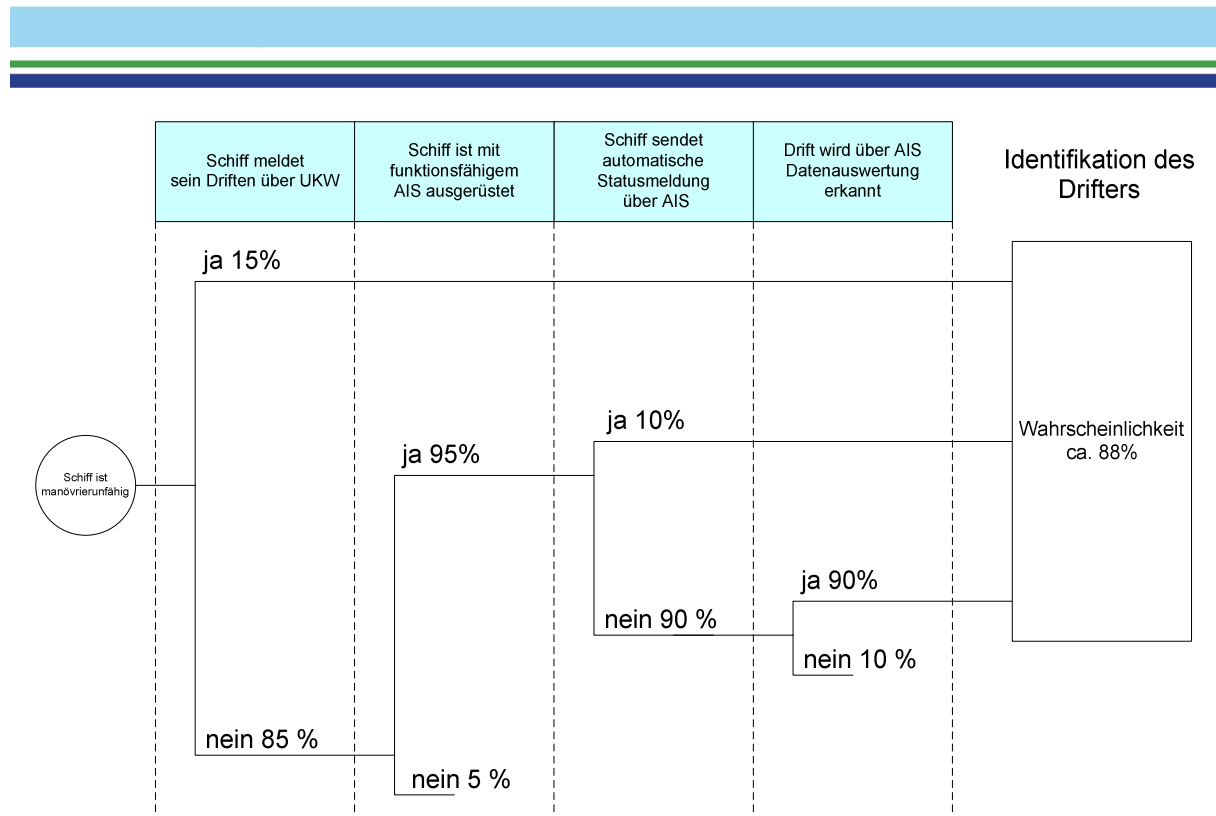 Schiff meldet
sein Driften über UKW
Schiff ist mit
funktionsfähigem
AIS ausgerüstet
Schiff sendet
automatische
Statusmeldung
über AIS
Drift wird über AIS
Datenauswertung
erkannt
Identifikation des
Drifters
ja 15%
ja 10%
Wahrscheinlichkeit
ca. 88%
ja 95%
Schiff ist
manövrierunfähig
ja 90%
nein 90 %
nein 10 %
nein 85 %
nein 5 %